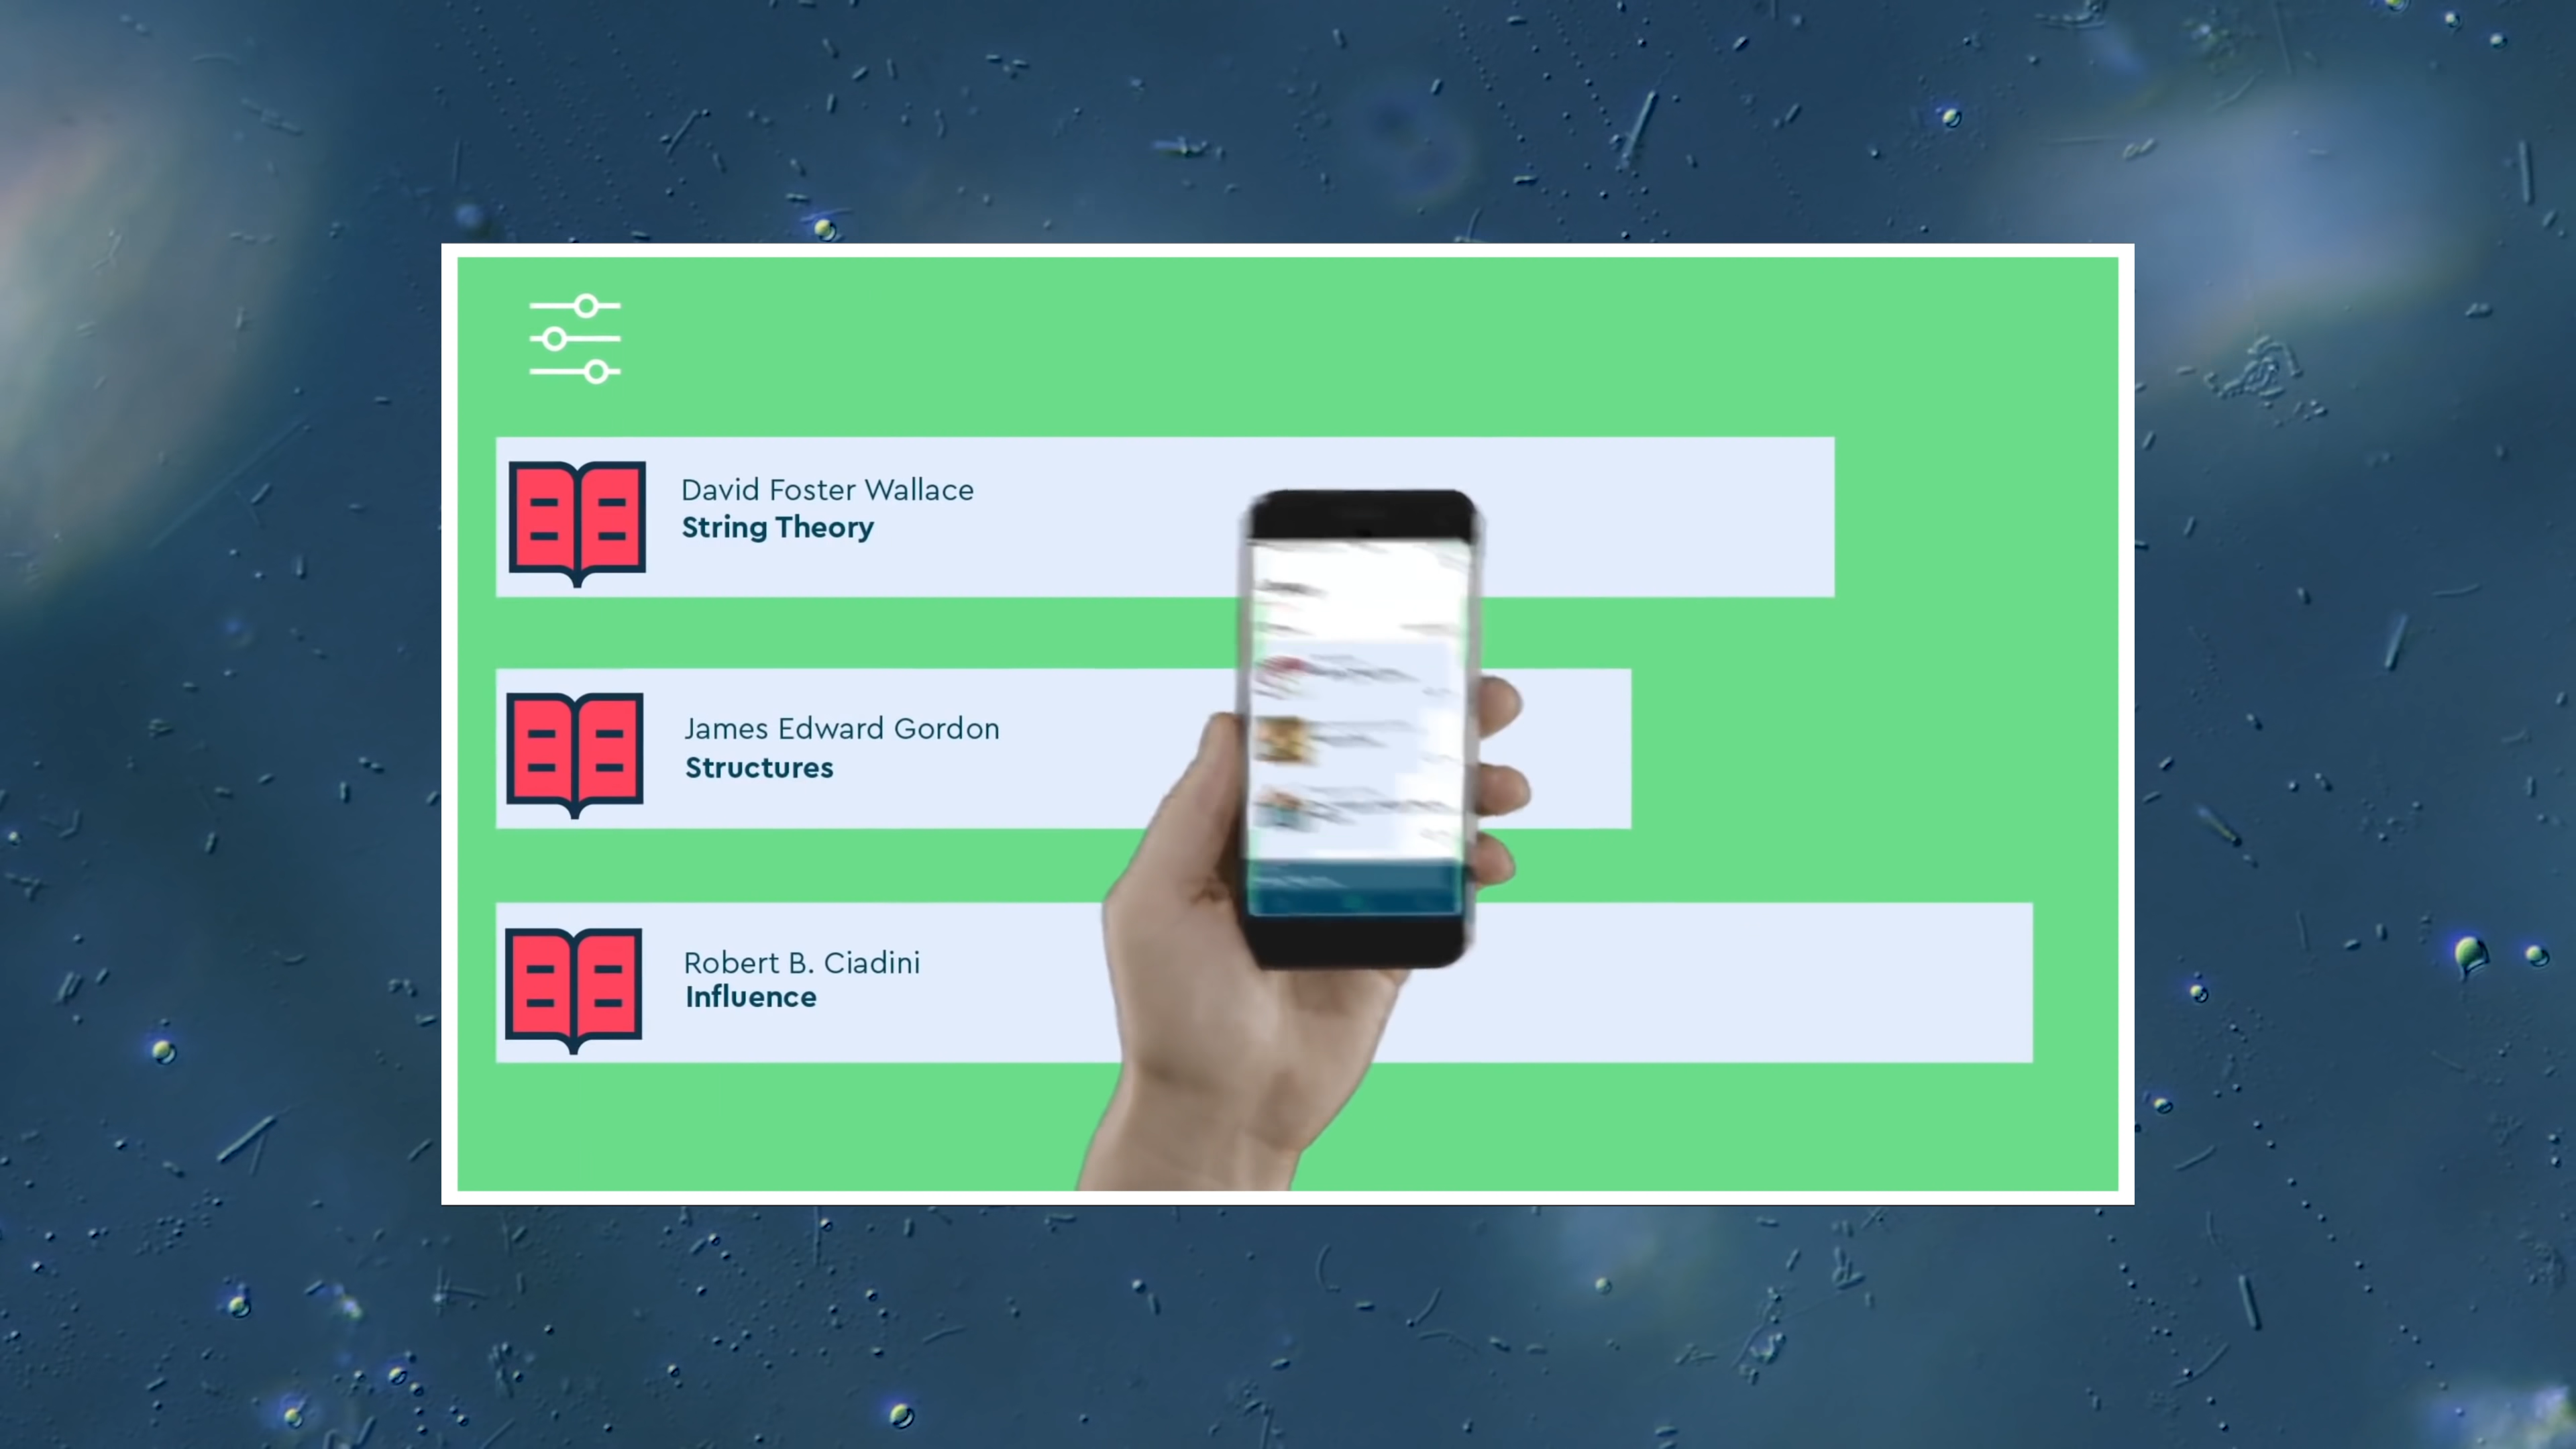 David Foster Wallace
String Theory
James Edward Gordon
Structures
Robert B. Ciadini
Influence